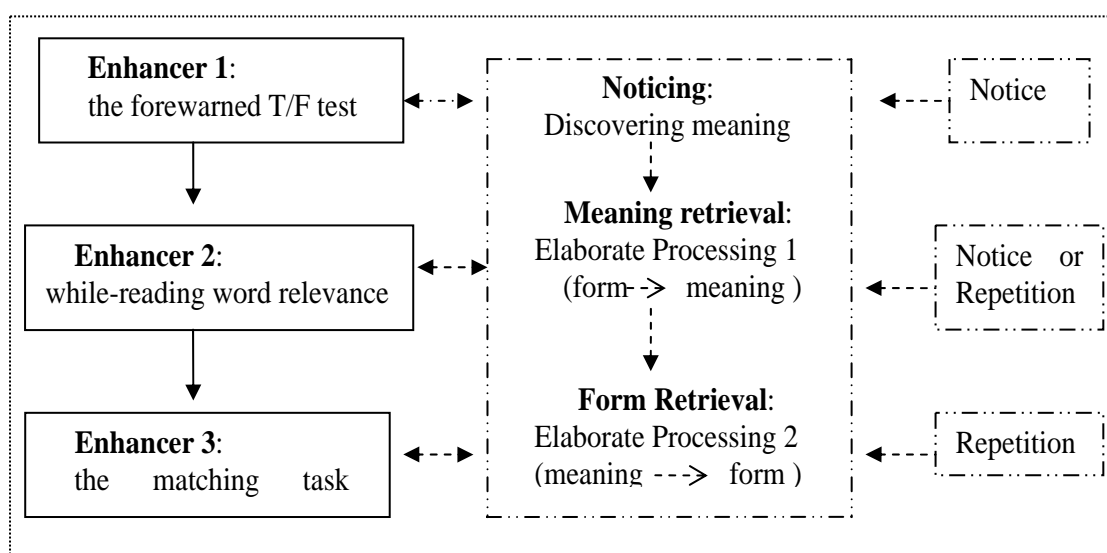 Enhancer 1:
the forewarned T/F test
Enhancer 2:
while-reading word relevance
Enhancer 3:
the matching task
Noticing:
Discovering meaning
Meaning retrieval:
Elaborate Processing 1
(form --> meaning )
Form Retrieval:
Elaborate Processing 2
(meaning ---> form )
Notice
Notice or
Repetition
Repetition